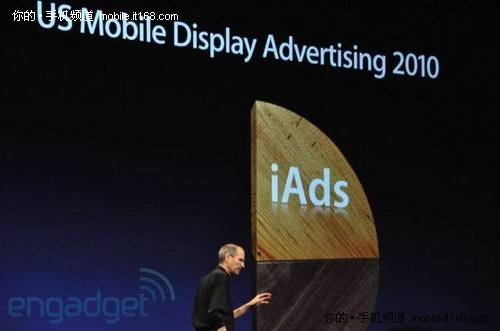 你的·手机频道 mobile.it168.com
US Mobile Display Advertising 2010
iAds
engadget
你的·手机频道 mobile.it168.com